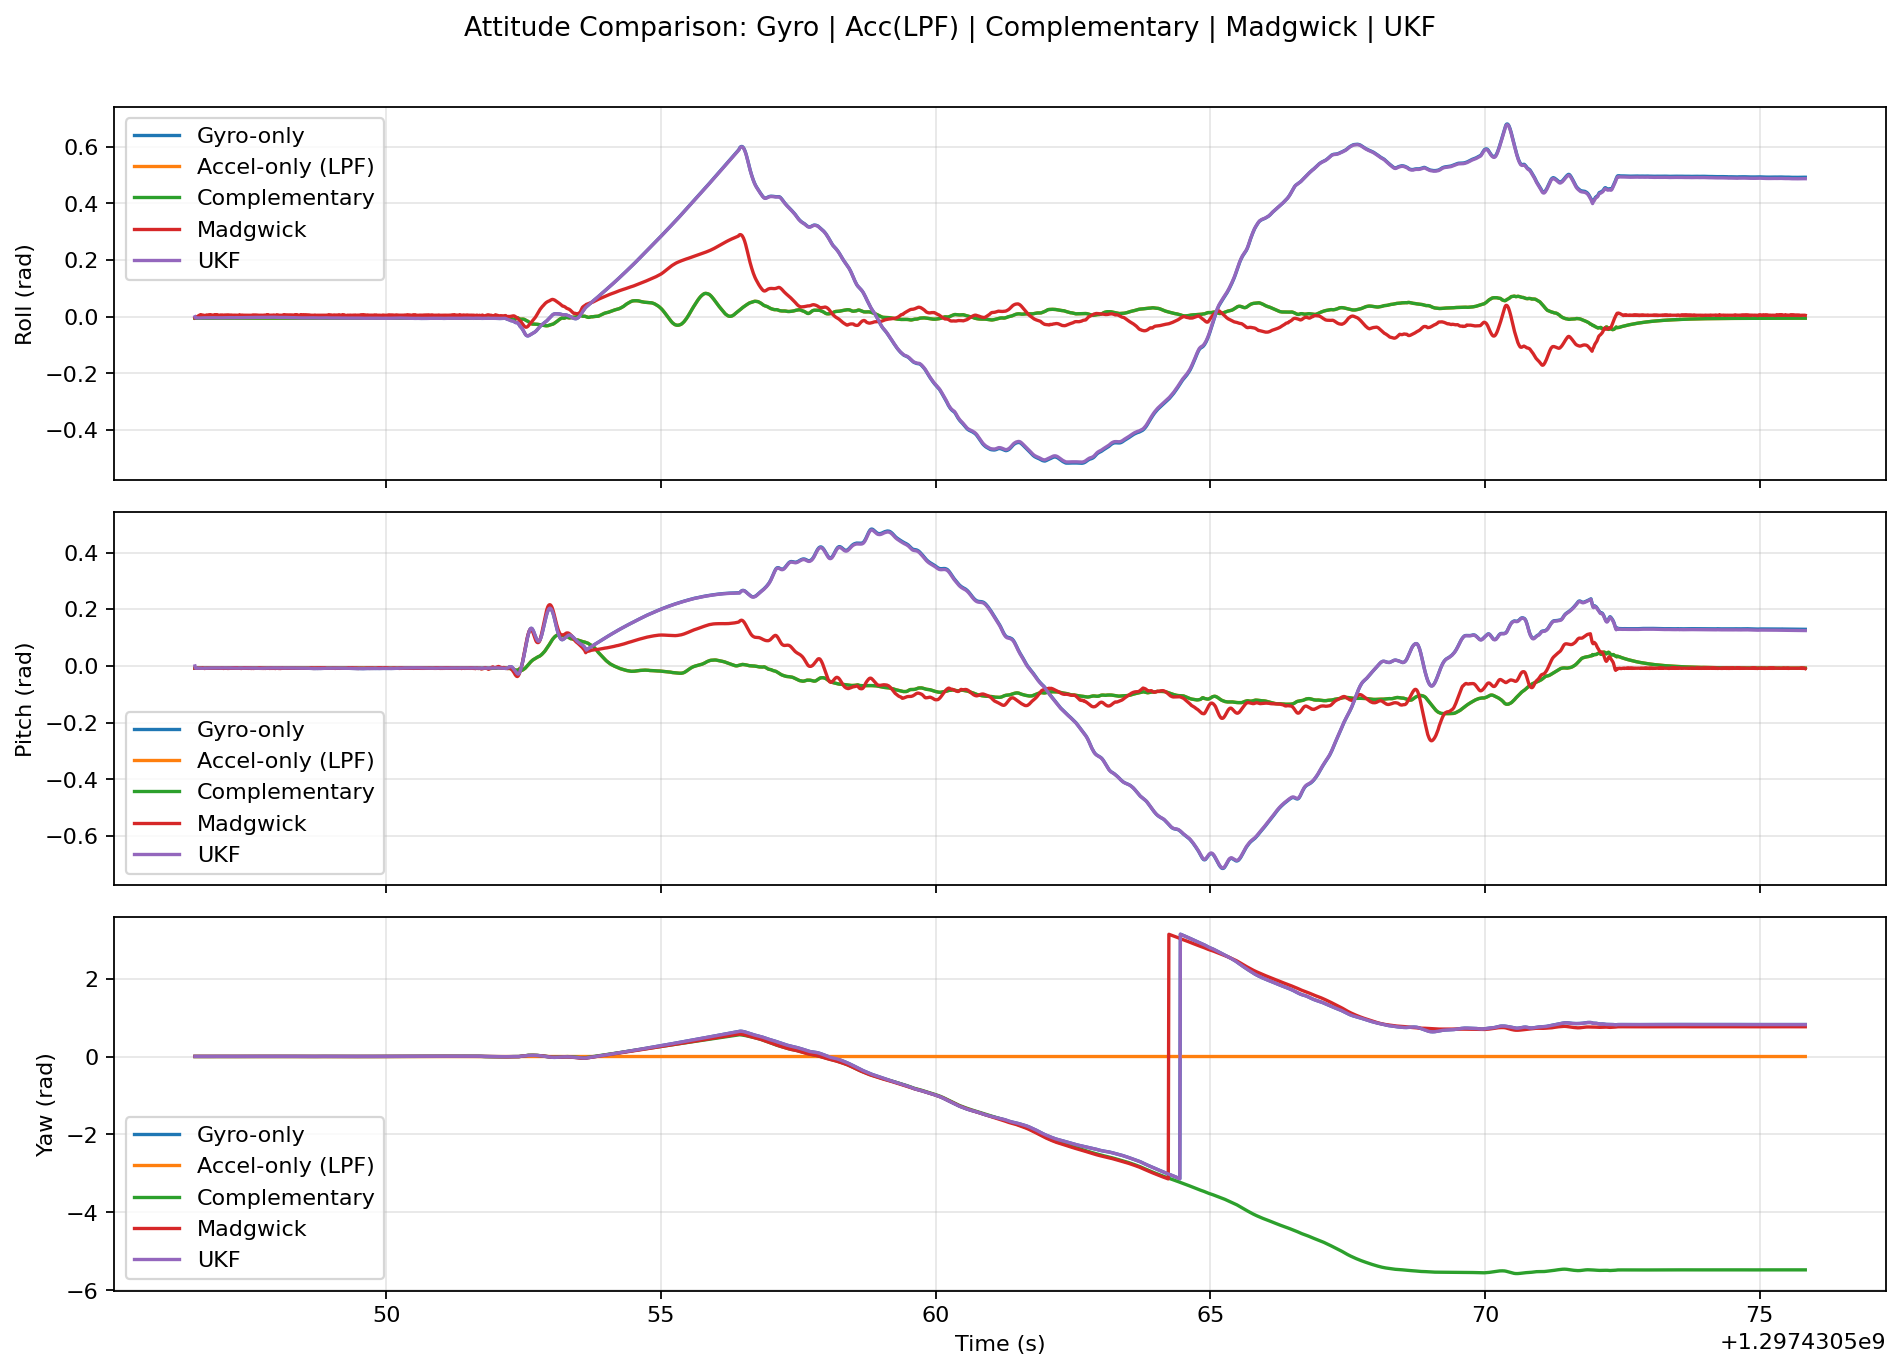 Attitude Comparison: Gyro | Acc(LPF) | Complementary | Madgwick | UKF
Roll (rad)
0.6
0.4
0.2
0.0
−0.2
−0.4
Gyro-only
Accel-only (LPF)
Complementary
Madgwick
UKF
Pitch (rad)
0.4
0.2
0.0
−0.2
−0.4
−0.6
Gyro-only
Accel-only (LPF)
Complementary
Madgwick
UKF
Yaw (rad)
2
0
−2
−4
−6
Gyro-only
Accel-only (LPF)
Complementary
Madgwick
UKF
50 55 60 65 70 75
Time (s)
+1.2974305e9